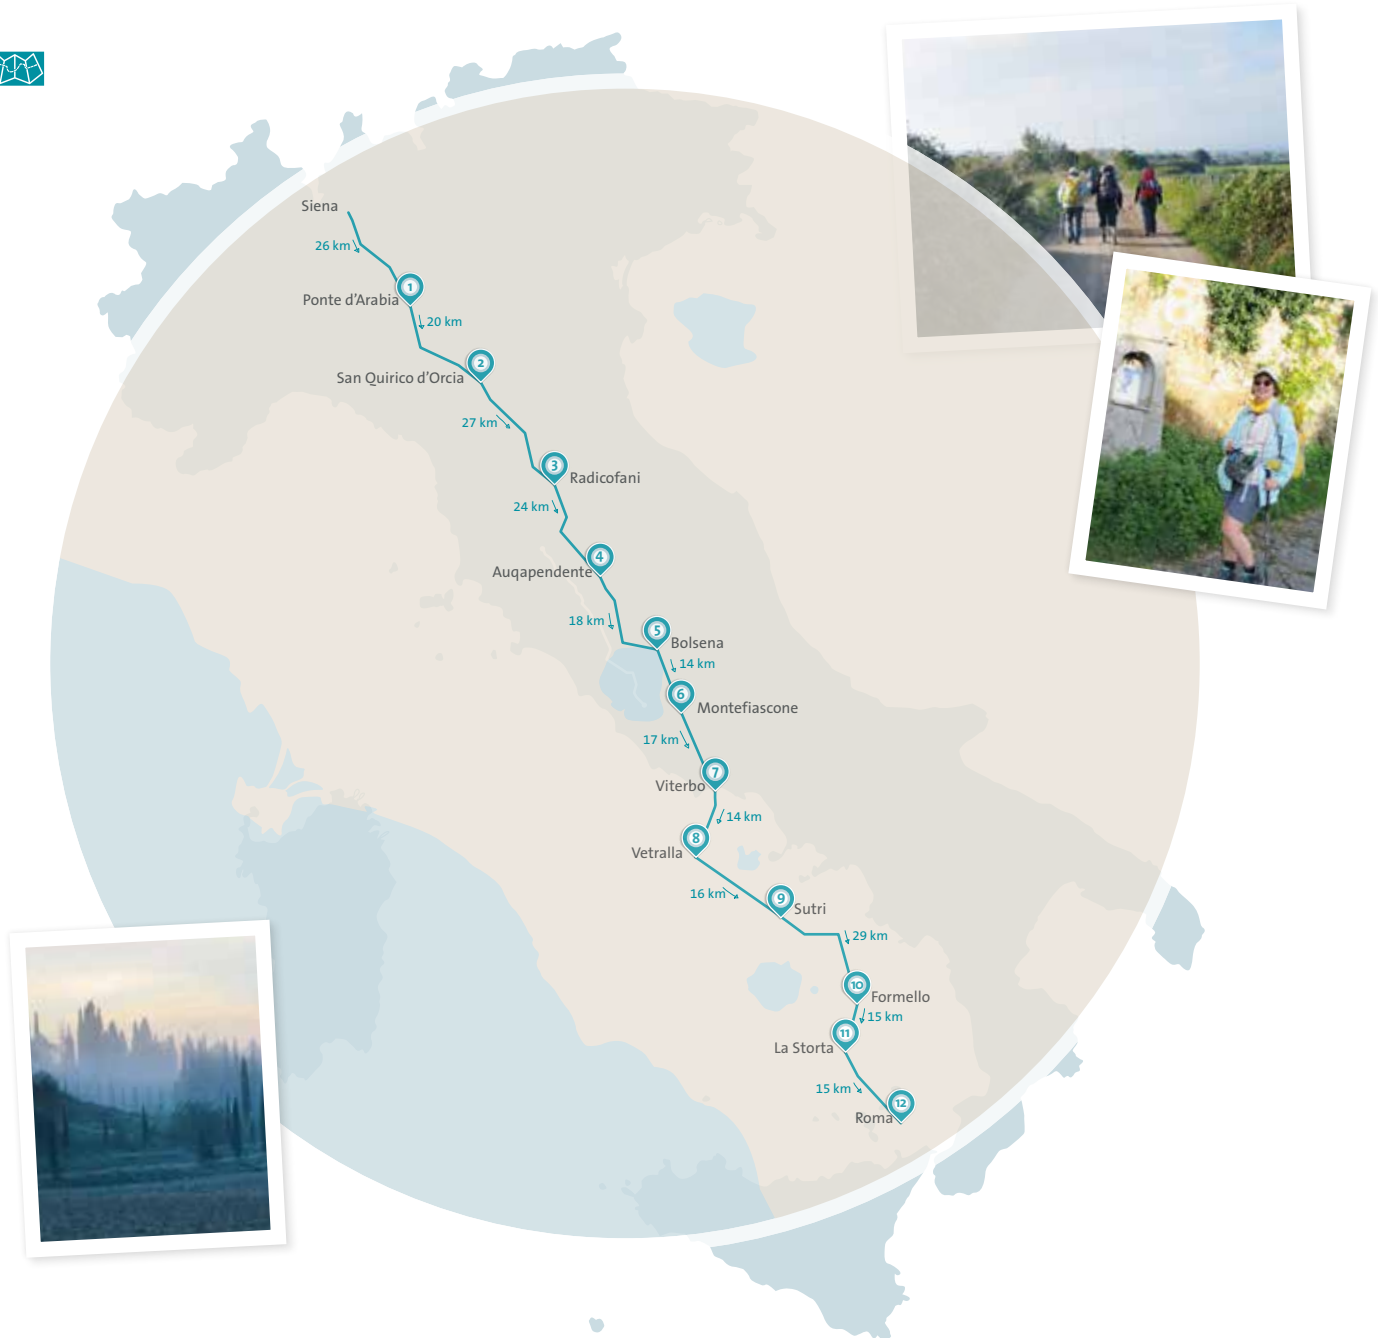 Siena
26 km
1
Ponte d'Arabia
20 km
2
San Quirico d'Orcia
27 km
3
Radicofani
24 km
4
Auqapendente
18 km
5
Bolsena
14 km
6
Montefiascone
17 km
7
Viterbo
14 km
8
Vetralla
16 km
9
Sutri
29 km
10
Formello
15 km
11
La Storta
15 km
12
Roma